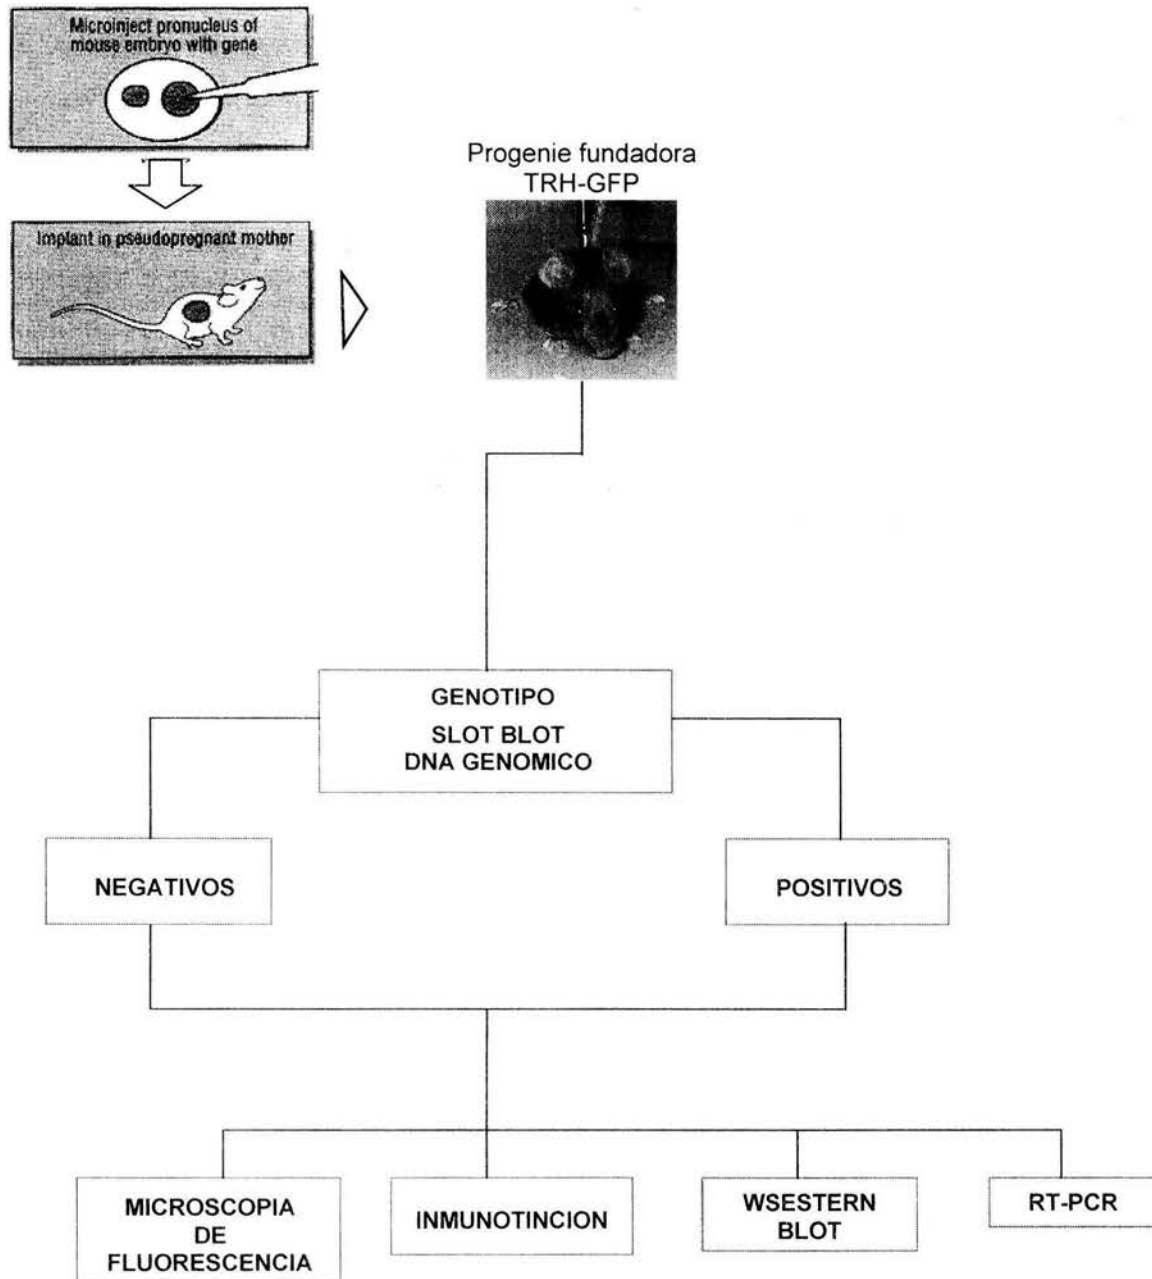 Microinject pronucleus of
mouse embryo with gene
Implant in pseudopregnant mother
Progenie fundadora
TRH-GFP
GENOTIPO
SLOT BLOT
DNA GENOMICO
NEGATIVOS
POSITIVOS
MICROSCOPIA
DE
FLUORESCENCIA
INMUNOTINCION
WSESTERN
BLOT
RT-PCR